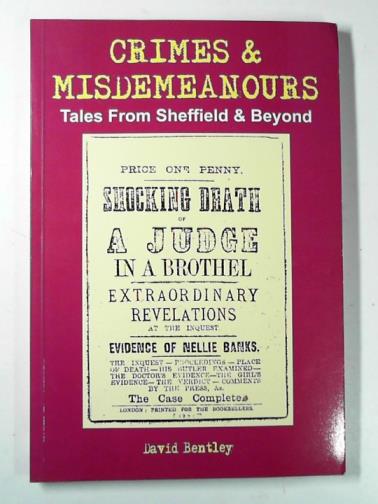 CRIMES &
MISDEMEANOURS
Tales From Sheffield & Beyond
PRICE ONE PENNY.
SHOCKING DEATH
OF
A JUDGE
IN A BROTHEL
EXTRAORDINARY
REVELATIONS
AT THE INQUEST.
EVIDENCE OF NELLIE BANKS.
THE INQUEST—PROCEEDINGS—PLACE
OF DEATH—HIS BUTLER EXAMINED—
THE DOCTOR'S EVIDENCE—THE GIRL'S
EVIDENCE—THE VERDICT—COMMENTS
BY THE PRESS, &c.
The Case Complete.
LONDON: PRINTED FOR THE BOOKSELLERS.
David Bentley